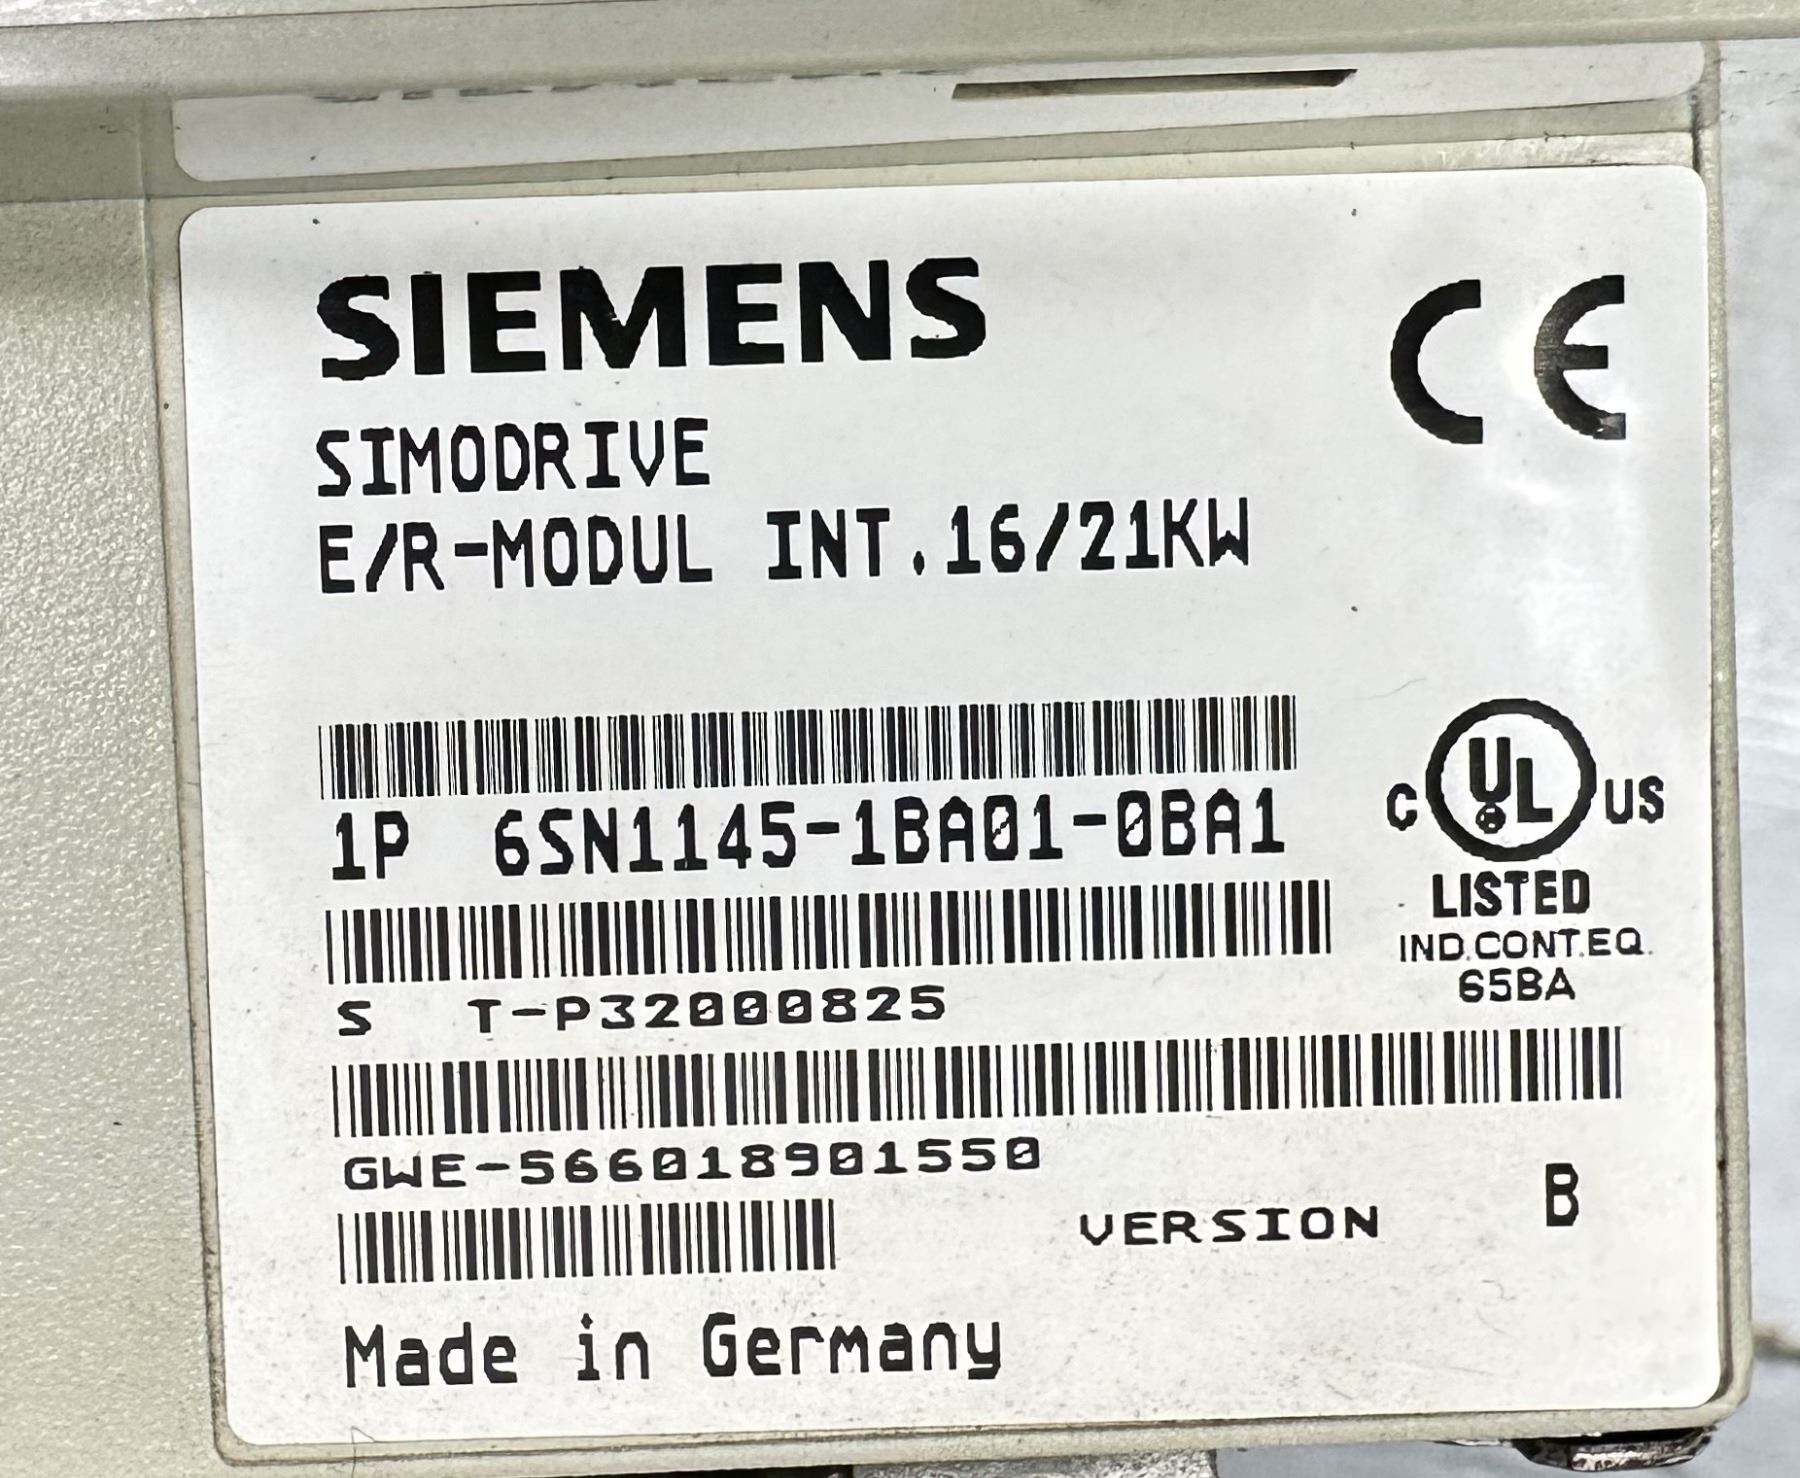 SIEMENS
CE
SIMODRIVE
E/R-MODUL INT.16/21KW
1P 6SN1145-1BA01-0BA1
C UL US
LISTED
IND.CONT.EQ.
65BA
S T-P32000825
GWE-566018901550
VERSION B
Made in Germany